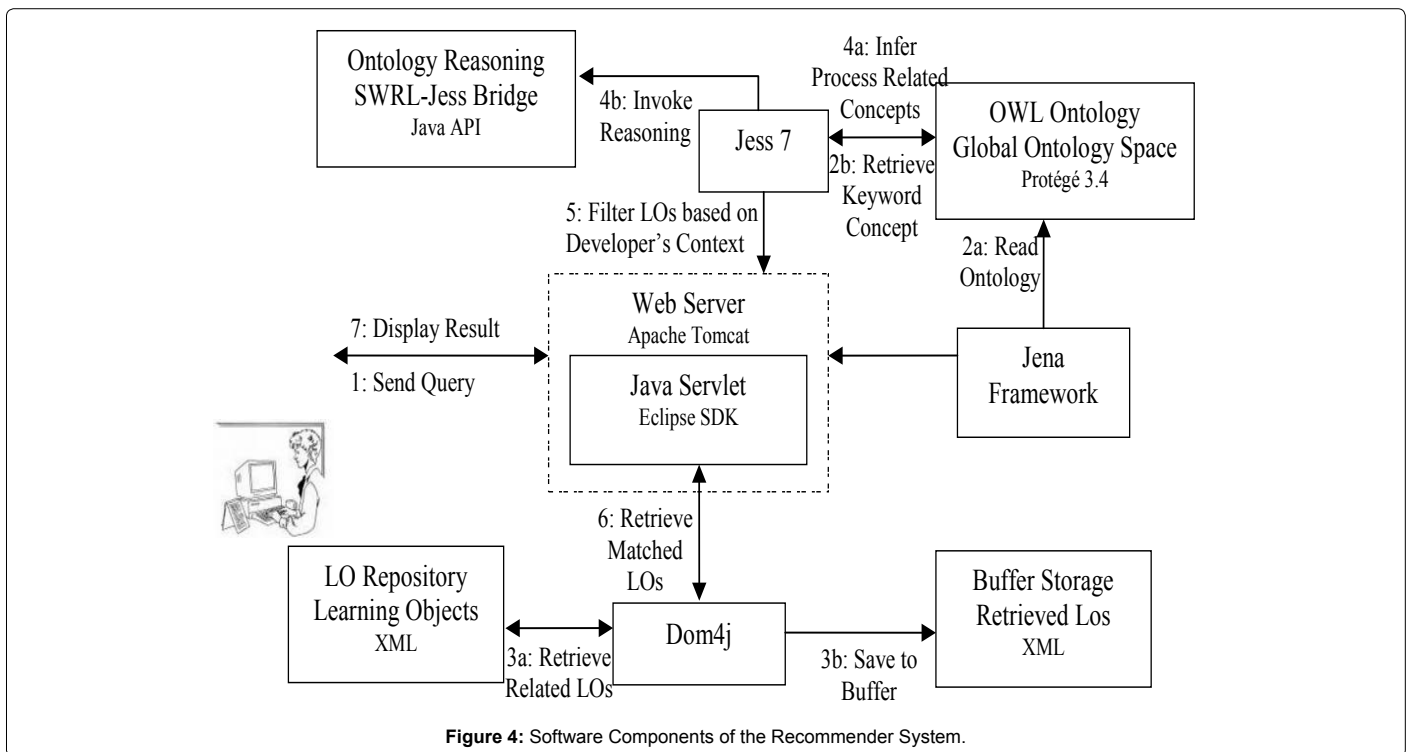 Ontology Reasoning
SWRL-Jess Bridge
Java API
4b: Invoke
Reasoning
Jess 7
4a: Infer
Process Related
Concepts
2b: Retrieve
Keyword
Concept
OWL Ontology
Global Ontology Space
Protégé 3.4
5: Filter LOs based on
Developer’s Context
2a: Read
Ontology
Web Server
Apache Tomcat
Java Servlet
Eclipse SDK
7: Display Result
1: Send Query
Jena
Framework
6: Retrieve
Matched
LOs
LO Repository
Learning Objects
XML
3a: Retrieve
Related LOs
Dom4j
3b: Save to
Buffer
Buffer Storage
Retrieved Los
XML
Figure 4: Software Components of the Recommender System.